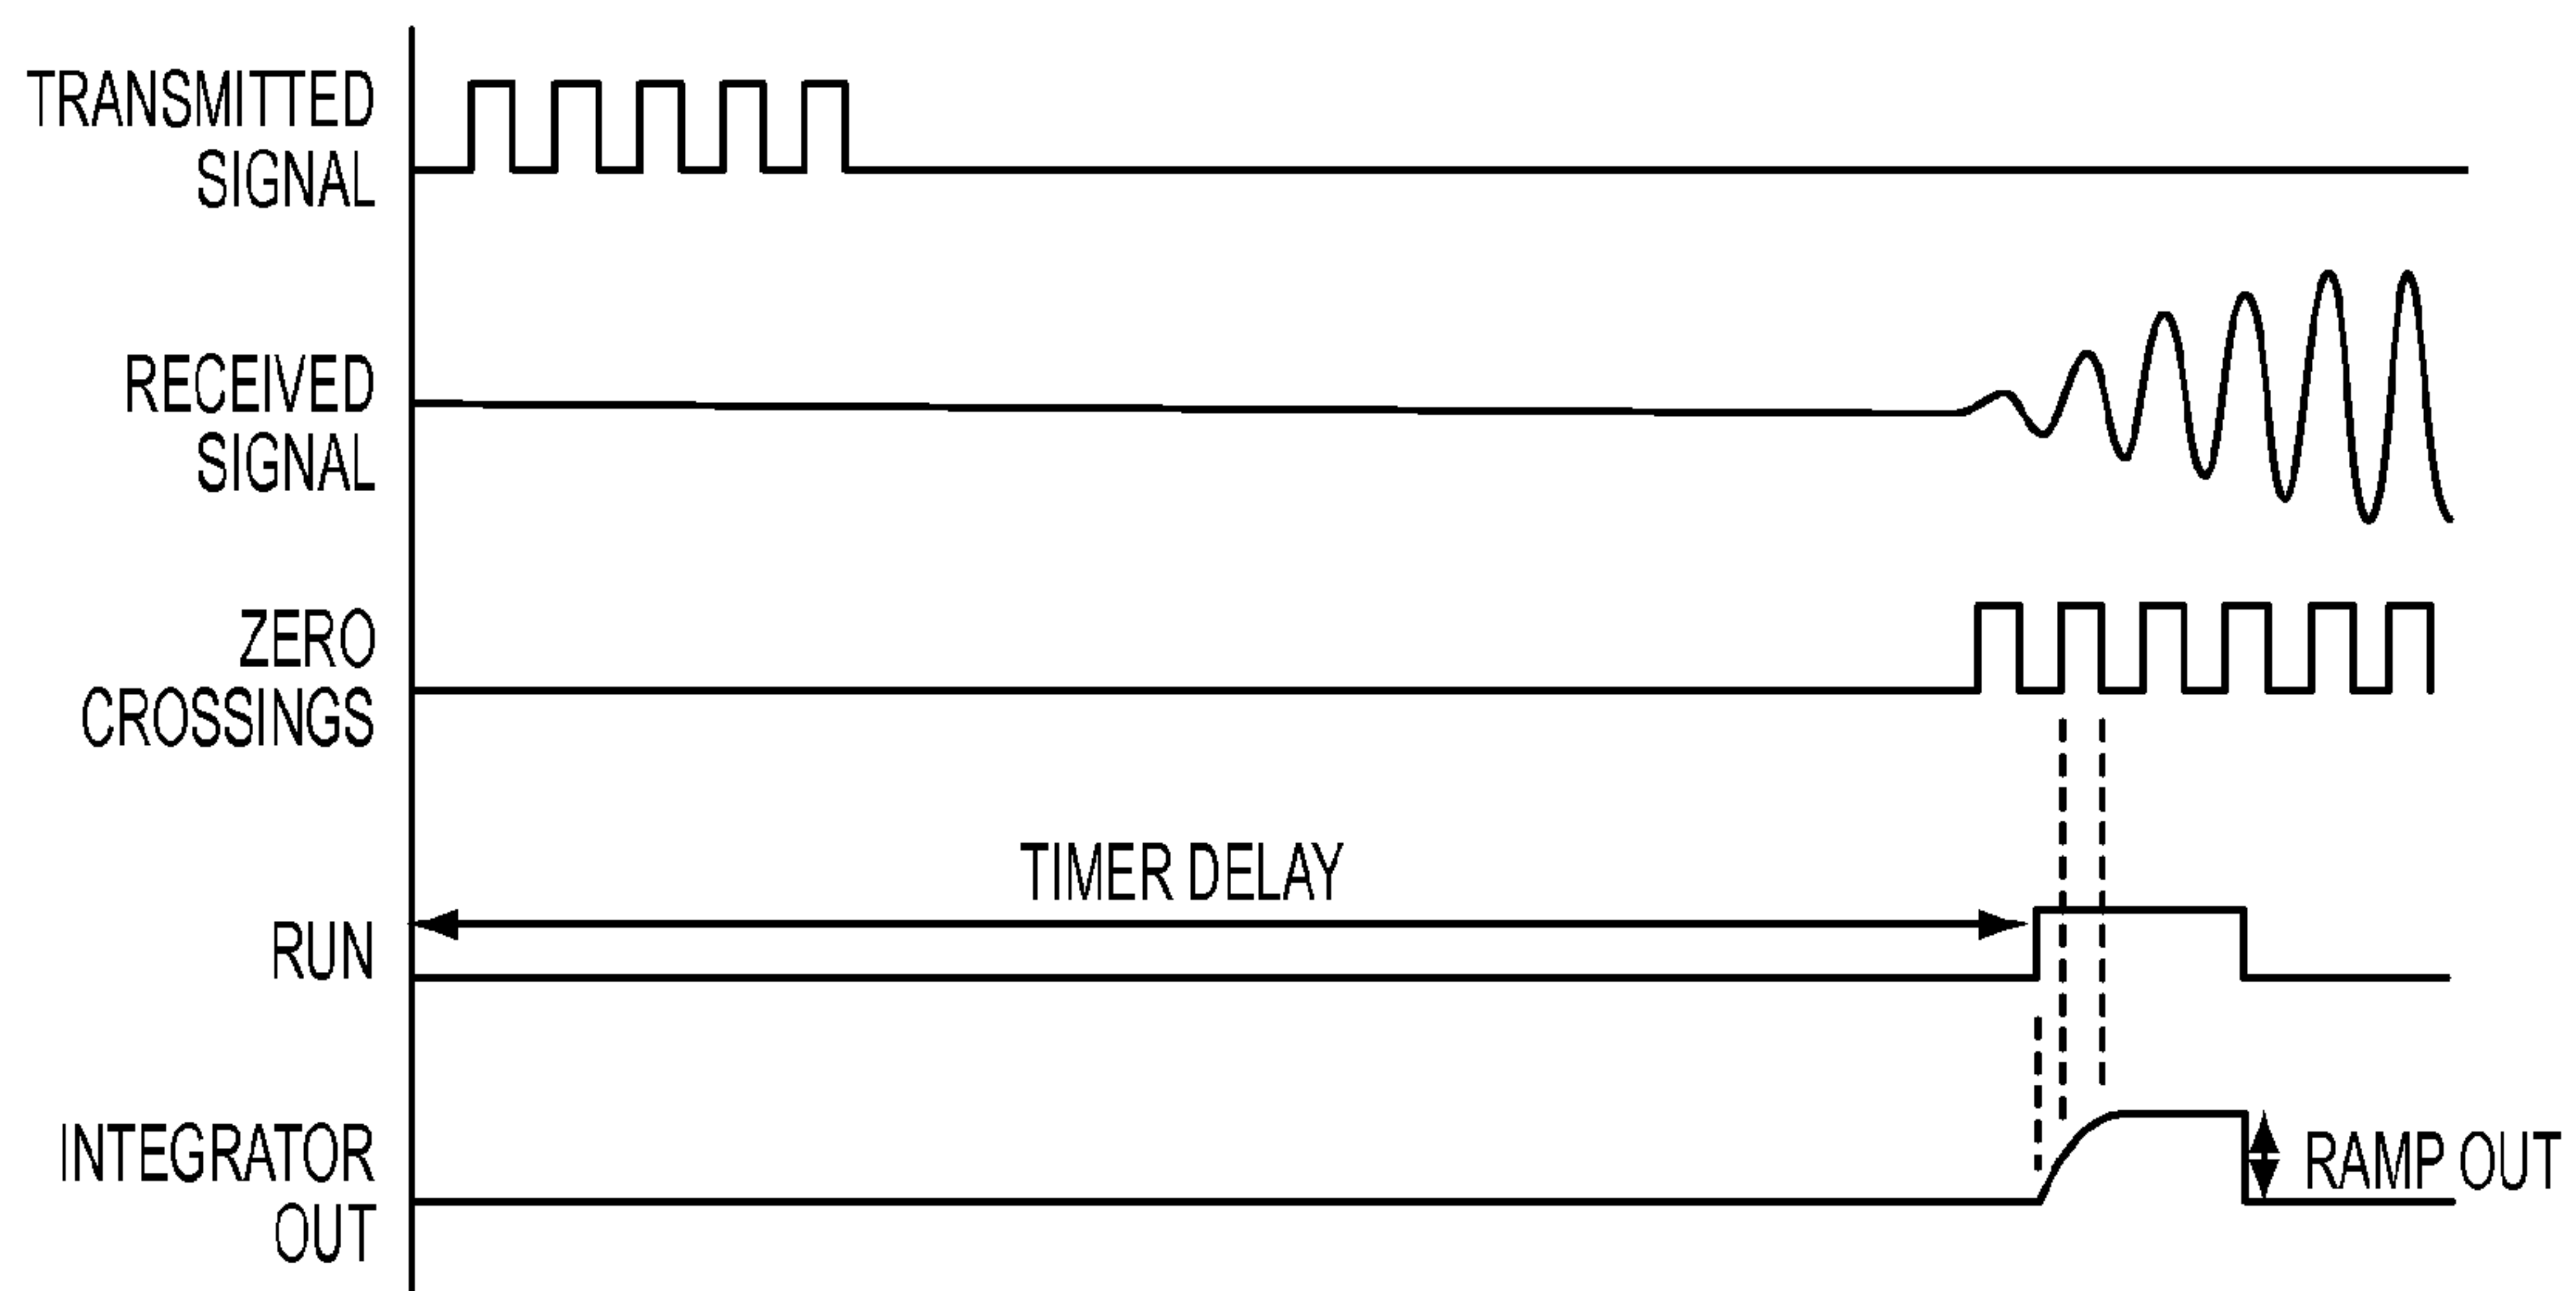 TRANSMITTED
SIGNAL
RECEIVED
SIGNAL
ZERO
CROSSINGS
TIMER DELAY
RUN
INTEGRATOR
OUT
RAMP OUT